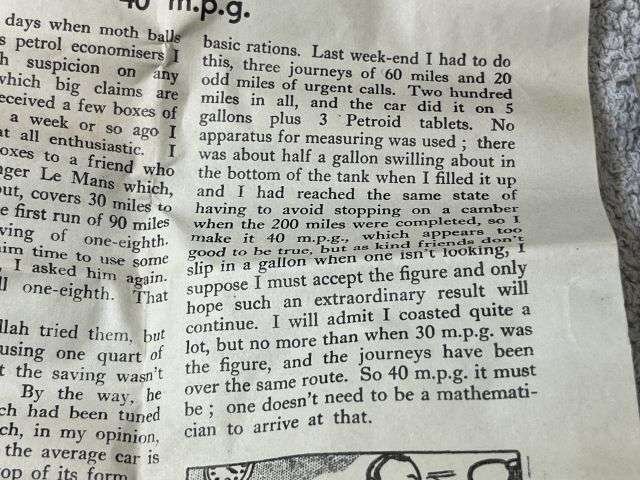 40 m.p.g.
days when moth balls
petrol economisers I
suspicion on any
which big claims are
received a few boxes of
a week or so ago I
at all enthusiastic. I
boxes to a friend who
Le Mans which,
out, covers 30 miles to
e first run of 90 miles
ving of one-eighth.
him time to use some
I asked him again.
ll one-eighth. That
llah tried them, but
using one quart of
t the saving wasn't
By the way, he
ch had been tuned
ch, in my opinion,
the average car is
top of its form
basic rations. Last week-end I had to do
this, three journeys of 60 miles and 20
odd miles of urgent calls. Two hundred
miles in all, and the car did it on 5
gallons plus 3 Petroid tablets. No
apparatus for measuring was used ; there
was about half a gallon swilling about in
the bottom of the tank when I filled it up
and I had reached the same state of
having to avoid stopping on a camber
when the 200 miles were completed, so I
make it 40 m.p.g., which appears too
good to be true, but as kind friends don't
slip in a gallon when one isn't looking, I
suppose I must accept the figure and only
hope such an extraordinary result will
continue. I will admit I coasted quite a
lot, but no more than when 30 m.p.g. was
the figure, and the journeys have been
over the same route. So 40 m.p.g. it must
be ; one doesn't need to be a mathemati-
cian to arrive at that.